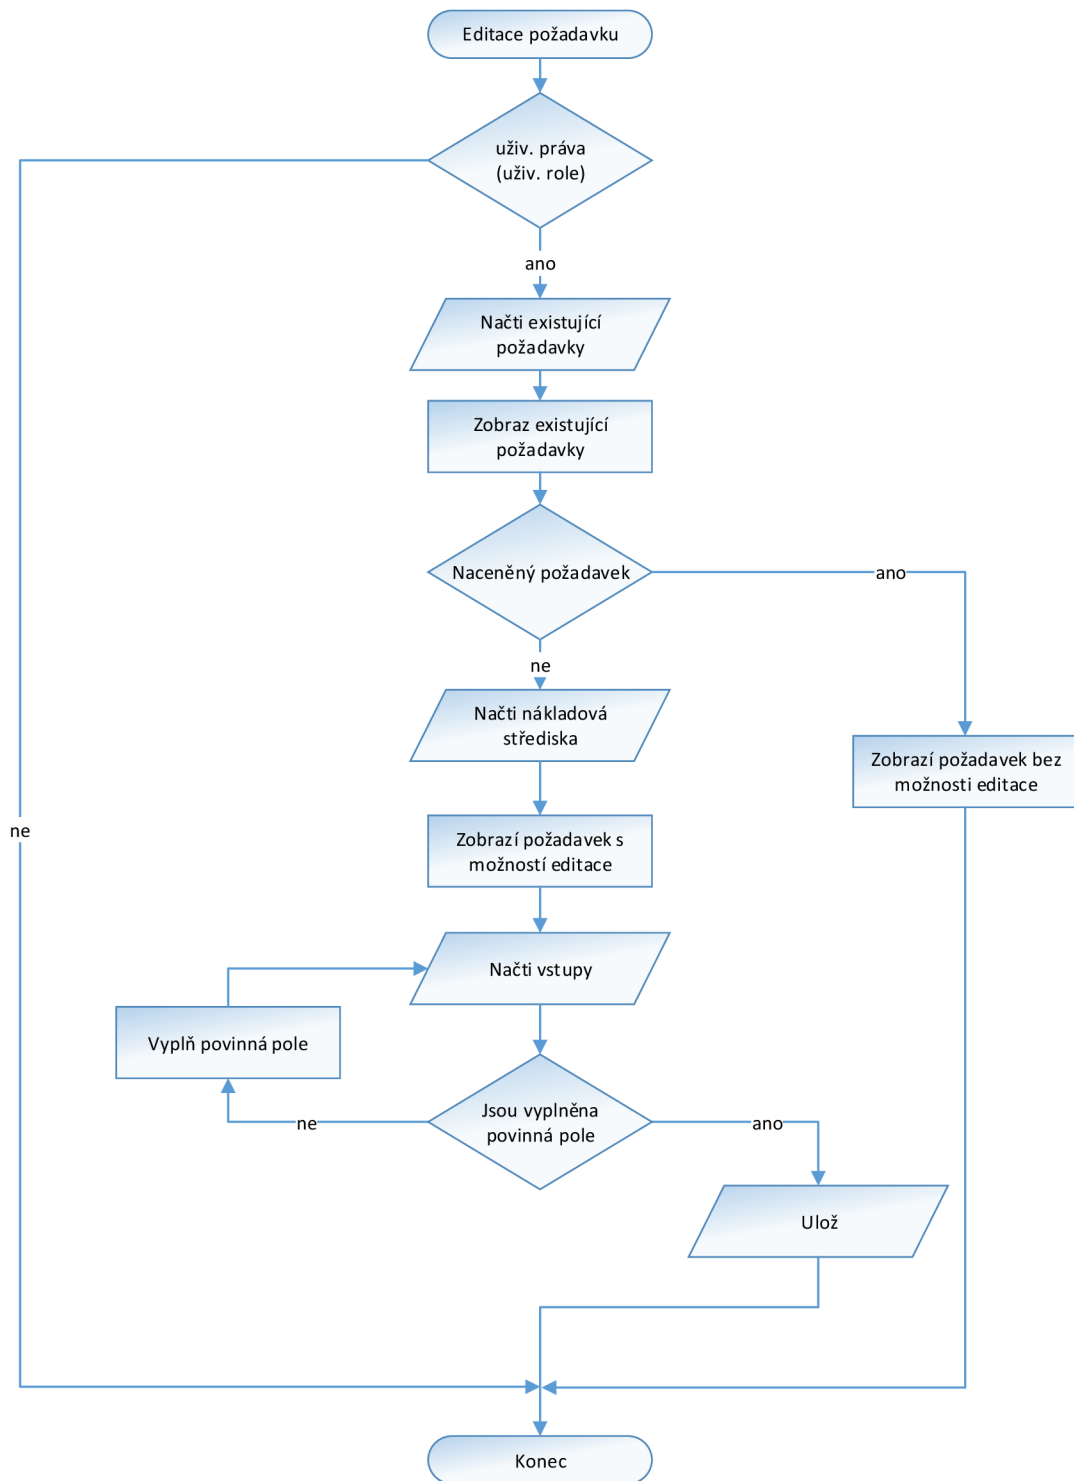 Editace požadavku
uživ. práva
(uživ. role)
ano
Načti existující
požadavky
Zobraz existující
požadavky
Naceněný požadavek
ano
ne
Načti nákladová
střediska
Zobrazí požadavek bez
možnosti editace
ne
Zobrazí požadavek s
možností editace
Načti vstupy
Vyplň povinná pole
Jsou vyplněna
povinná pole
ne
ano
Ulož
Konec